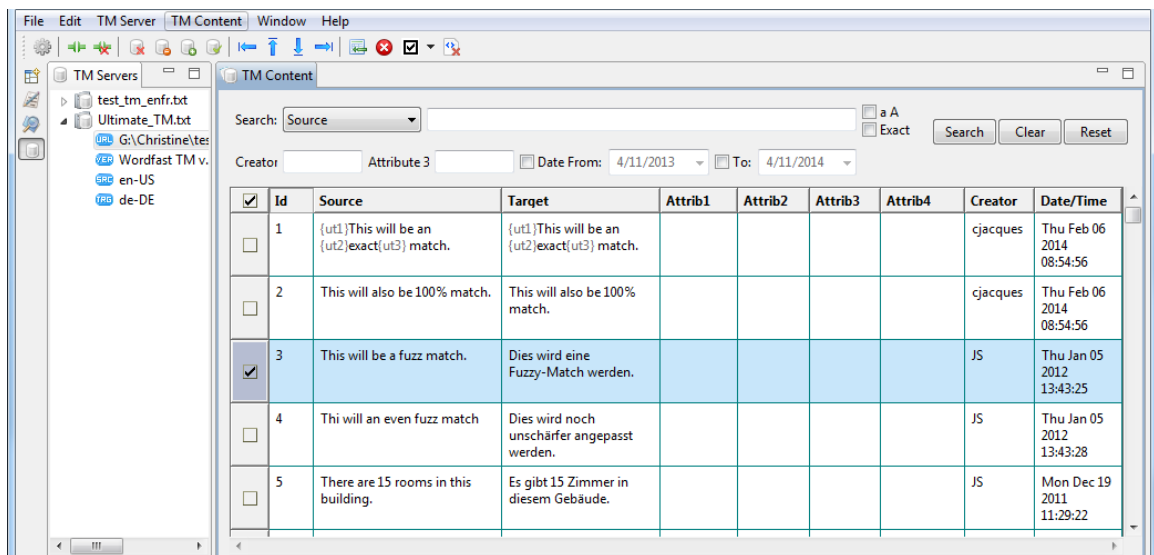 File Edit TM Server TM Content Window Help
TM Servers
test_tm_enfr.txt
Ultimate_TM.txt
URL G:\Christine\tes
VER Wordfast TM v.
SRC en-US
TRG de-DE
TM Content
Search: Source a A
Exact Search Clear Reset
Creator Attribute 3 Date From: 4/11/2013 To: 4/11/2014
Id Source Target Attrib1 Attrib2 Attrib3 Attrib4 Creator Date/Time
1 {ut1}This will be an {ut1}This will be an cjacques Thu Feb 06
{ut2}exact{ut3} match. {ut2}exact{ut3} match. 2014
08:54:56
2 This will also be 100% match. This will also be 100% cjacques Thu Feb 06
match. 2014
08:54:56
3 This will be a fuzz match. Dies wird eine JS Thu Jan 05
Fuzzy-Match werden. 2012
13:43:25
4 Thi will an even fuzz match Dies wird noch JS Thu Jan 05
unschärfer angepasst 2012
werden. 13:43:28
5 There are 15 rooms in this Es gibt 15 Zimmer in JS Mon Dec 19
building. diesem Gebäude. 2011
11:29:22